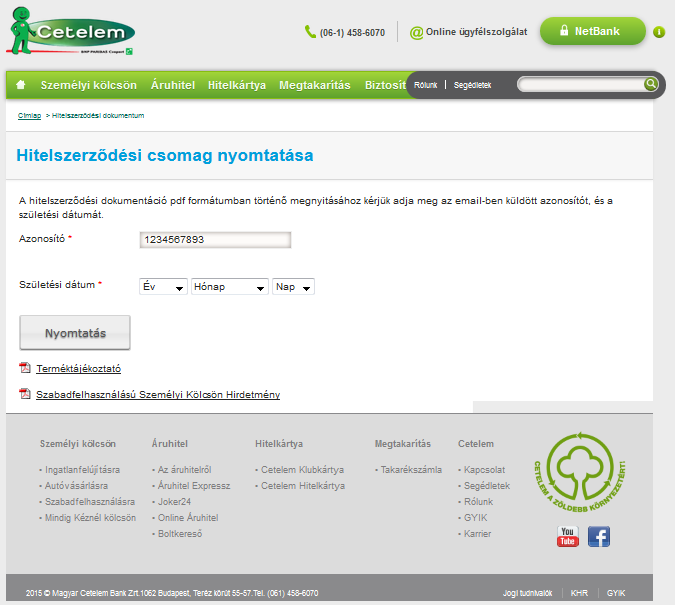 Cetelem
BNP PARIBAS Csoport
(06-1) 458-6070
Online ügyfélszolgálat
NetBank
i
Személyi kölcsön Áruhitel Hitelkártya Megtakarítás Biztosít
Rólunk | Segédletek
Címlap > Hitelszerződési dokumentum
Hitelszerződési csomag nyomtatása
A hitelszerződési dokumentáció pdf formátumban történő megnyitásához kérjük adja meg az email-ben küldött azonosítót, és a
születési dátumát.
Azonosító * 1234567893
Születési dátum * Év Hónap Nap
Nyomtatás
Terméktájékoztató
Szabadfelhasználású Személyi Kölcsön Hirdetmény
Személyi kölcsön
• Ingatlanfelújításra
• Autóvásárlásra
• Szabadfelhasználásra
• Mindig Kéznél kölcsön
Áruhitel
• Az áruhitelről
• Áruhitel Expressz
• Joker24
• Online Áruhitel
• Boltkereső
Hitelkártya
• Cetelem Klubkártya
• Cetelem Hitelkártya
Megtakarítás
• Takarékszámla
Cetelem
• Kapcsolat
• Segédletek
• Rólunk
• GYIK
• Karrier
CETELEM A ZÖLDEBB KÖRNYEZETÉRT!
You Tube
f
2015 © Magyar Cetelem Bank Zrt.1062 Budapest, Teréz körút 55-57.Tel. (061) 458-6070
Jogi tudnivalók | KHR | GYIK